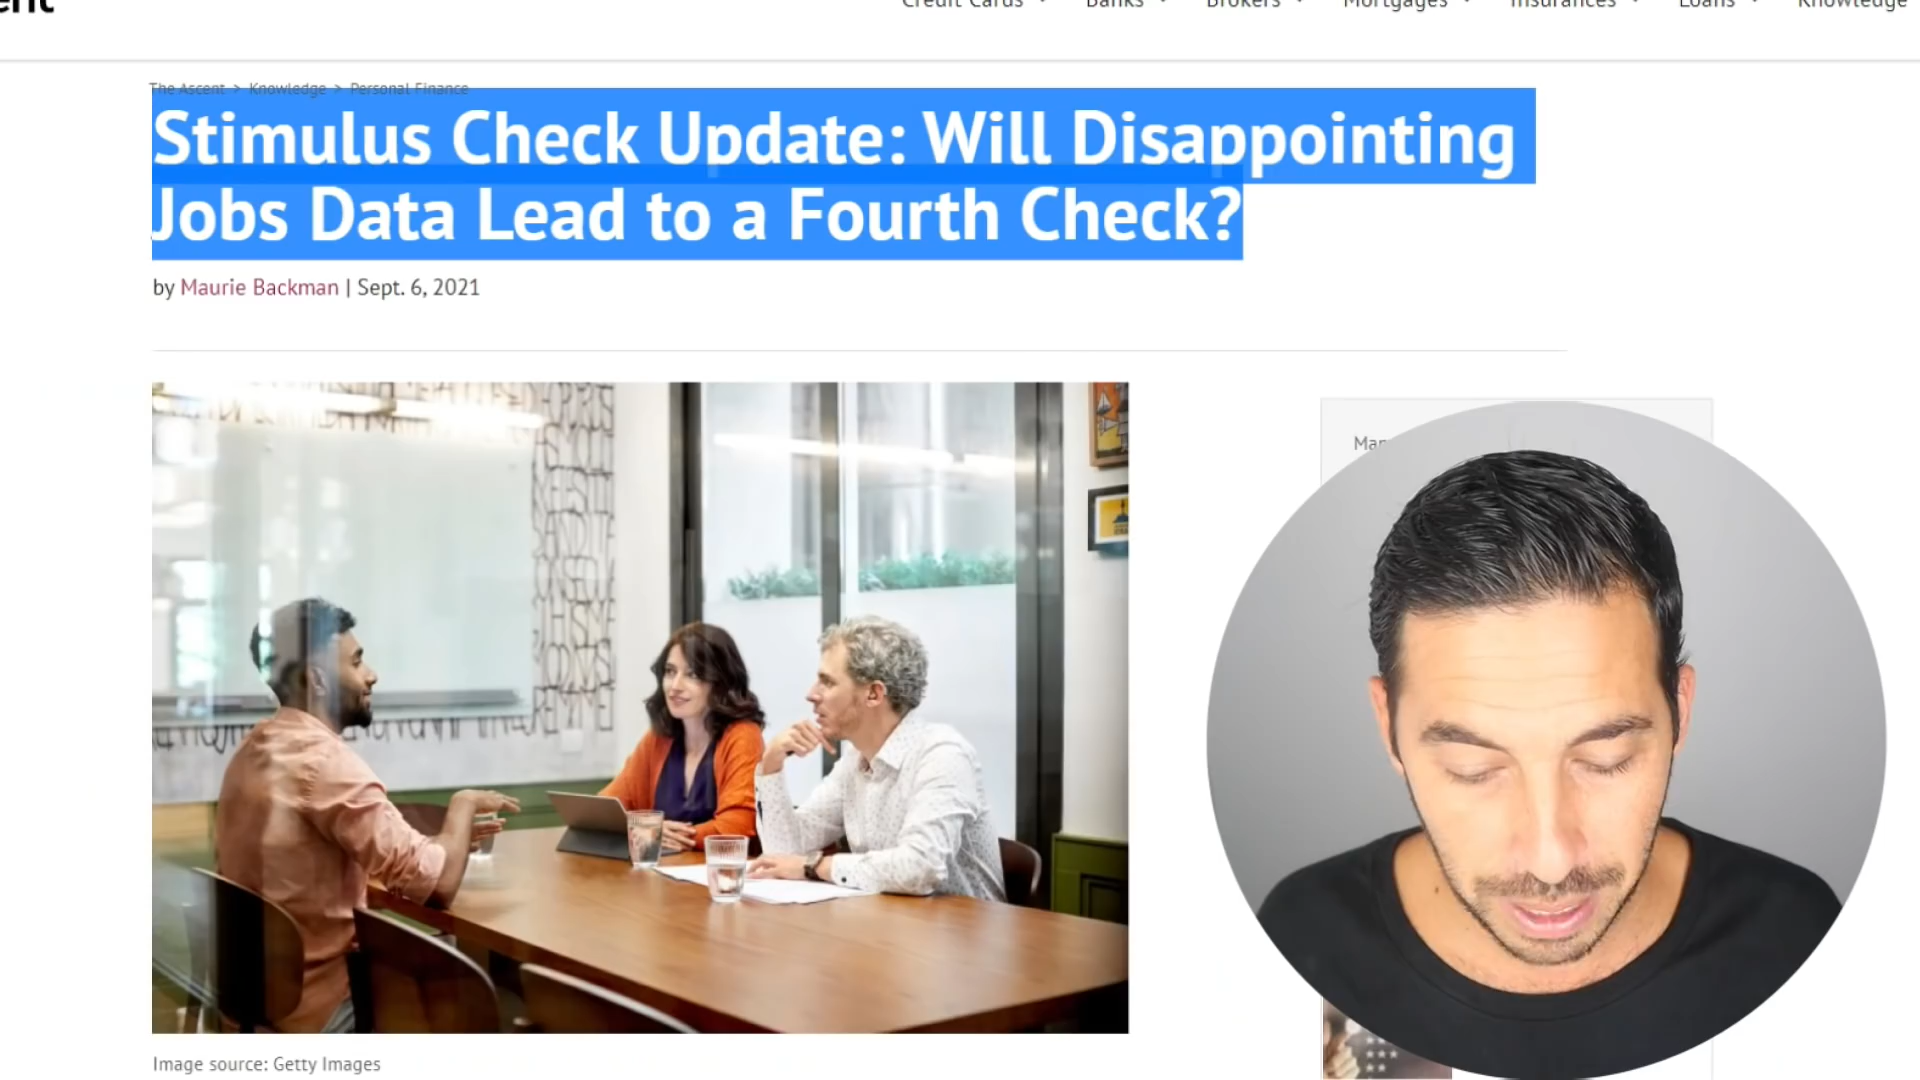 Credit Cards Banks Brokers Mortgages Insurances Loans Knowledge
The Ascent > Knowledge > Personal Finance
Stimulus Check Update: Will Disappointing
Jobs Data Lead to a Fourth Check?
by Maurie Backman | Sept. 6, 2021
Image source: Getty Images